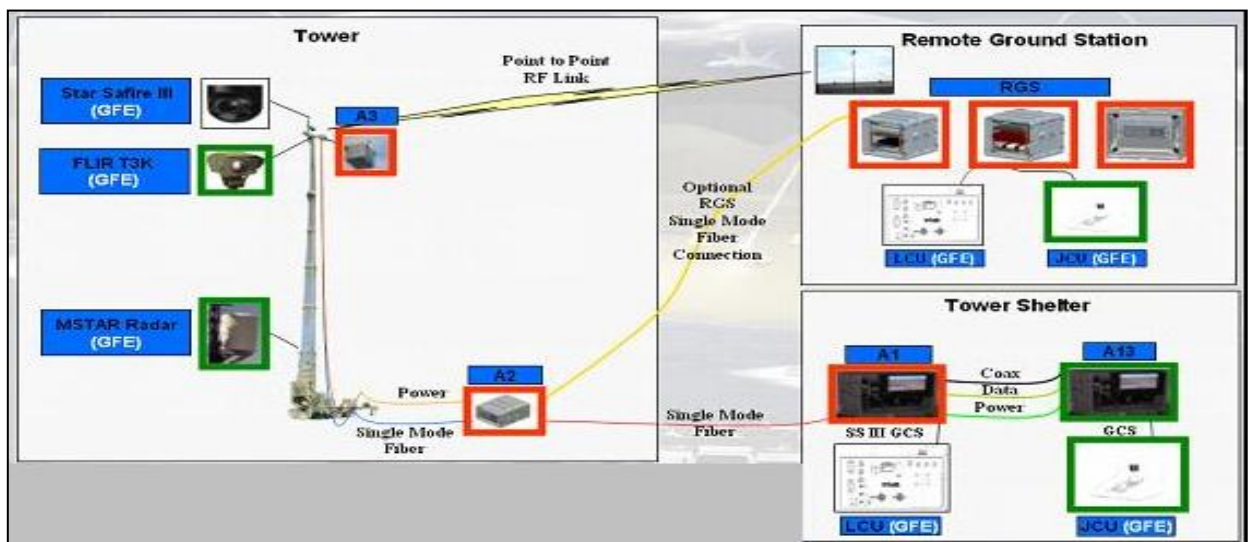 Tower
Point to Point
RF Link
Star Safire III
(GFE)
A3
FLIR T3K
(GFE)
MSTAR Radar
(GFE)
A2
Power
Single Mode
Fiber
Remote Ground Station
RGS
Optional
RGS
Single Mode
Fiber
Connection
LCU (GFE)
JCU (GFE)
Tower Shelter
A1
A13
Coax
Data
Power
Single Mode
Fiber
SS III GCS
GCS
LCU (GFE)
JCU (GFE)